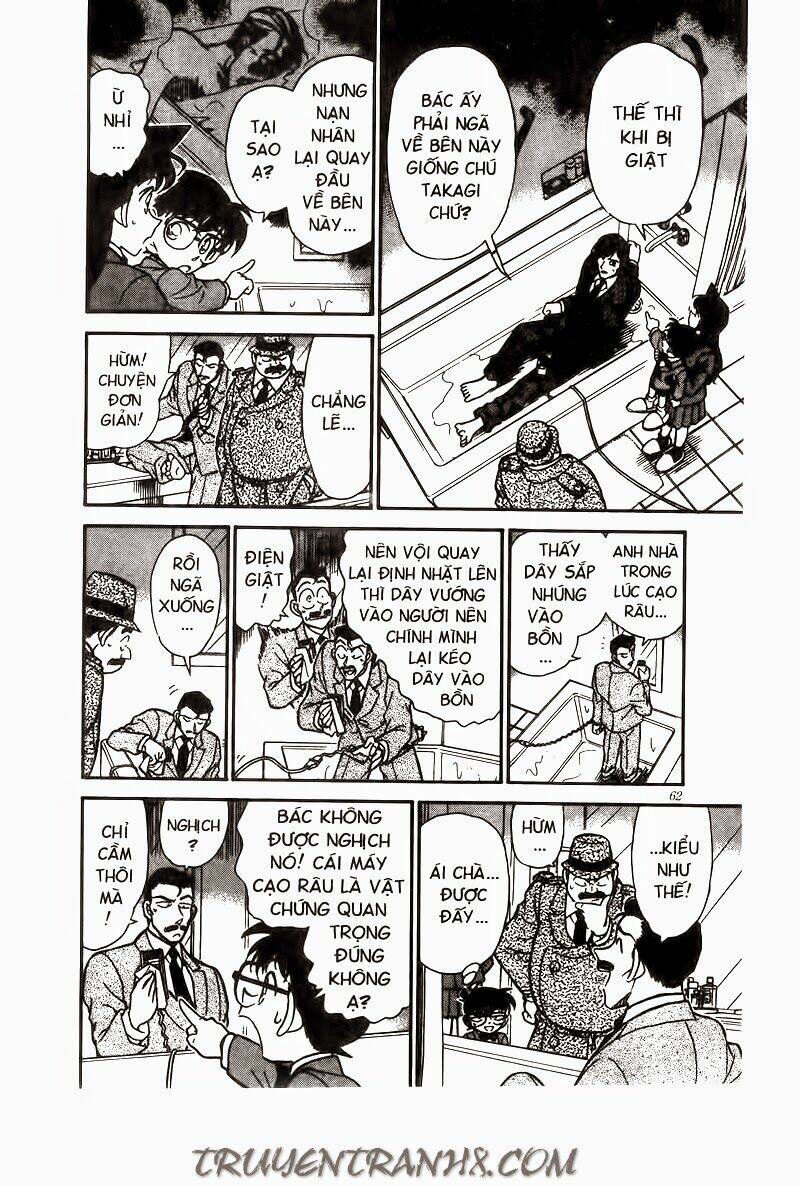 THẾ THÌ
KHI BỊ
GIẬT
BÁC ẤY
PHẢI NGÃ
VỀ BÊN NÀY
GIỐNG CHÚ
TAKAGI
CHỨ?
NHƯNG
NẠN
NHÂN
LẠI QUAY
ĐẦU
VỀ BÊN
NÀY...
TẠI
SAO
Ạ?
Ừ
NHỈ
...
CHẲNG
LẼ
...
HỪM!
CHUYỆN
ĐƠN
GIẢN!
ANH NHÀ
TRONG
LÚC CẠO
RÂU...
THẤY
DÂY SẮP
NHÚNG
VÀO
BỒN
...
NÊN VỘI QUAY
LẠI ĐỊNH NHẶT LÊN
THÌ DÂY VƯỚNG
VÀO NGƯỜI NÊN
CHÍNH MÌNH
LẠI KÉO
DÂY VÀO
BỒN
ĐIỆN
GIẬT
!
RỒI
NGÃ
XUỐNG
...
62
...KIỂU
NHƯ
THẾ!
HỪM
...
ÁI CHÀ
...ĐƯỢC
ĐẤY...
BÁC KHÔNG
ĐƯỢC NGHỊCH
NÓ! CÁI MÁY
CẠO RÂU LÀ VẬT
CHỨNG QUAN
TRỌNG
ĐÚNG
KHÔNG
Ạ?
NGHỊCH
?
CHỈ
CẦM
THÔI
MÀ
!
TRUYENTRANH8.COM